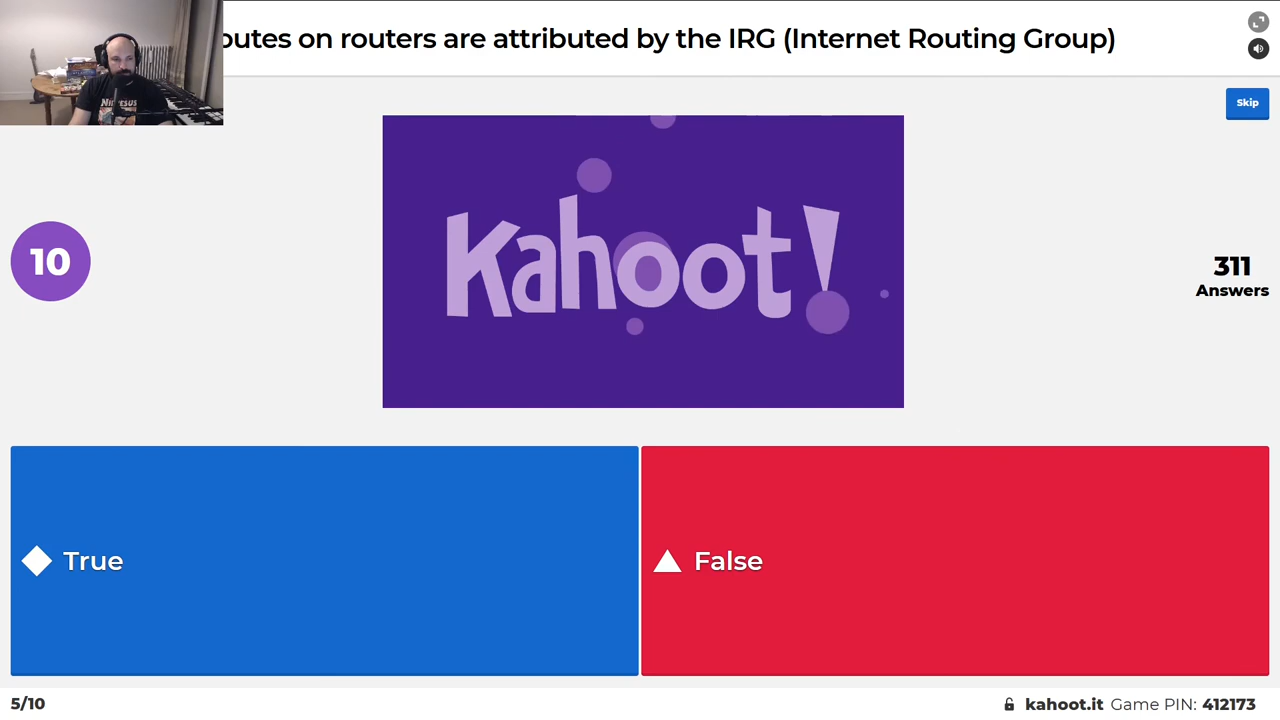 outes on routers are attributed by the IRG (Internet Routing Group)
Skip
10
Kahoot!
311
Answers
True
False
5/10
kahoot.it Game PIN: 412173